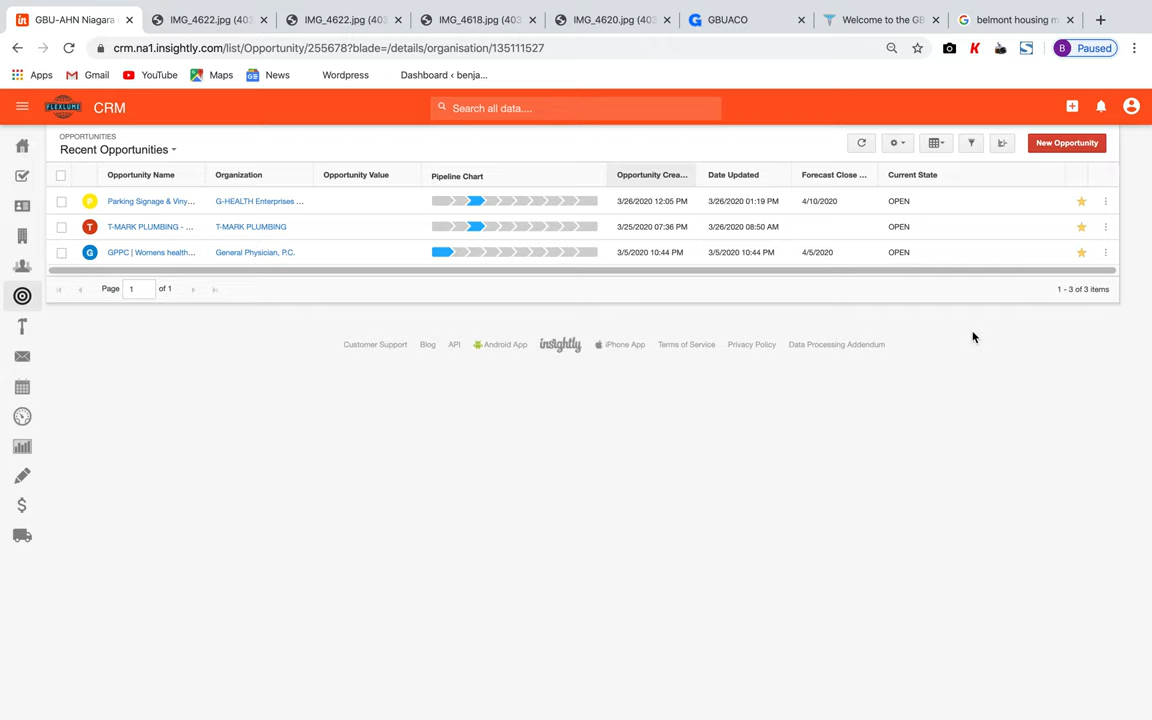 GBU-AHN Niagara
IMG_4622.jpg (403
IMG_4622.jpg (403
IMG_4618.jpg (403
IMG_4620.jpg (403
GBUACO
Welcome to the GB
belmont housing m
crm.na1.insightly.com/list/Opportunity/255678?blade=/details/organisation/135111527
B Paused
Apps
Gmail
YouTube
Maps
News
Wordpress
Dashboard ‹ benja...
FLEXLUME
CRM
Search all data....
OPPORTUNITIES
Recent Opportunities
New Opportunity
Opportunity Name
Organization
Opportunity Value
Pipeline Chart
Opportunity Crea...
Date Updated
Forecast Close ...
Current State
P Parking Signage & Viny... G-HEALTH Enterprises ... 3/26/2020 12:05 PM 3/26/2020 01:19 PM 4/10/2020 OPEN
T T-MARK PLUMBING - ... T-MARK PLUMBING 3/25/2020 07:36 PM 3/26/2020 08:50 AM OPEN
G GPPC | Womens health... General Physician, P.C. 3/5/2020 10:44 PM 3/5/2020 10:44 PM 4/5/2020 OPEN
Page 1 of 1
1 - 3 of 3 items
Customer Support Blog API Android App insightly iPhone App Terms of Service Privacy Policy Data Processing Addendum